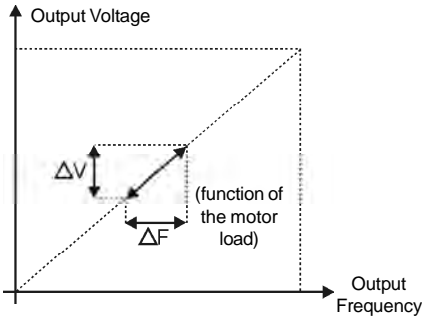 Output Voltage
ΔV
(function of
the motor
load)
ΔF
Output
Frequency